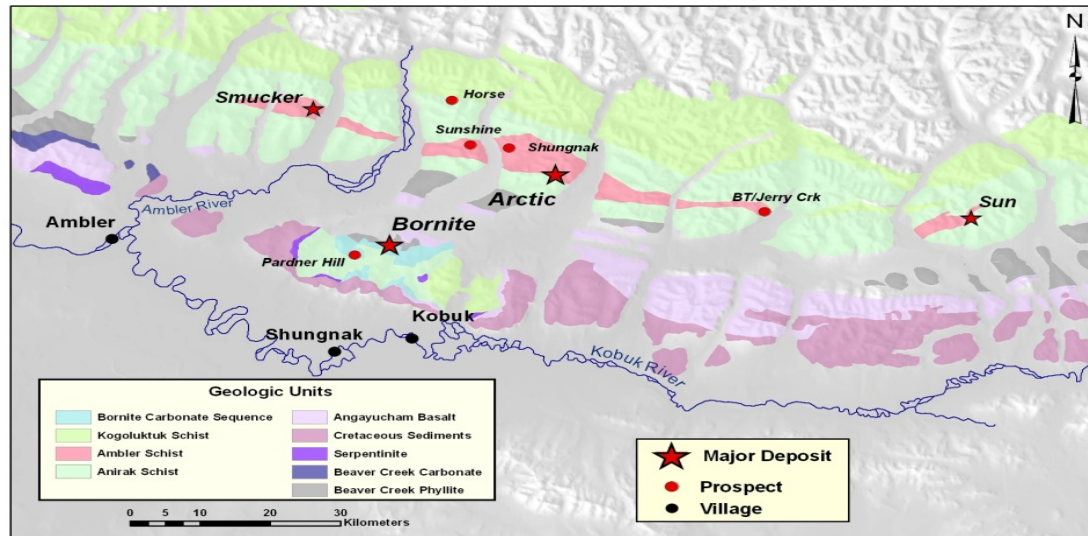 N
Smucker
Horse
Sunshine
Shungnak
Arctic
BT/Jerry Crk
Sun
Ambler
Ambler River
Bornite
Pardner Hill
Shungnak
Kobuk
Kobuk River
Geologic Units
Bornite Carbonate Sequence
Kogoluktuk Schist
Ambler Schist
Anirak Schist
Angayucham Basalt
Cretaceous Sediments
Serpentinite
Beaver Creek Carbonate
Beaver Creek Phyllite
0 5 10 20 30
Kilometers
Major Deposit
Prospect
Village